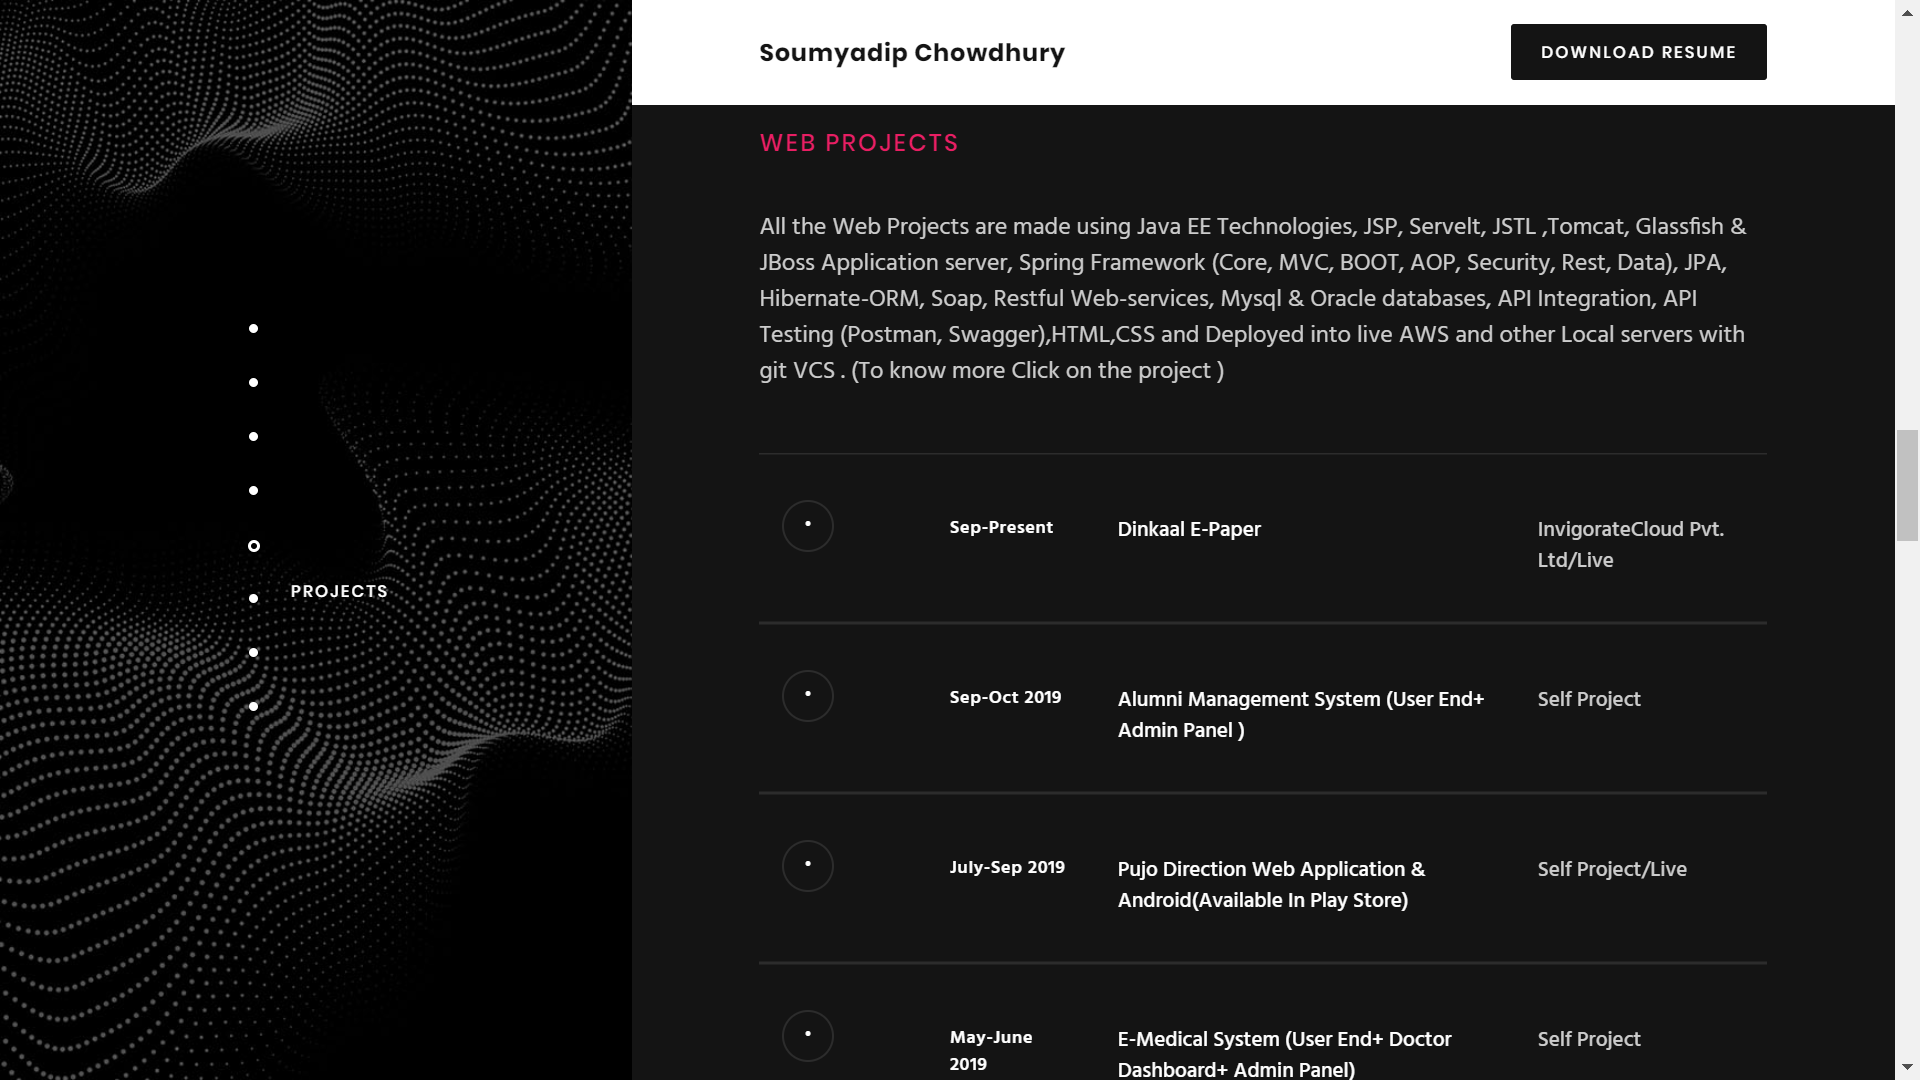 Soumyadip Chowdhury
DOWNLOAD RESUME
WEB PROJECTS
All the Web Projects are made using Java EE Technologies, JSP, Servelt, JSTL ,Tomcat, Glassfish &
JBoss Application server, Spring Framework (Core, MVC, BOOT, AOP, Security, Rest, Data), JPA,
Hibernate-ORM, Soap, Restful Web-services, Mysql & Oracle databases, API Integration, API
Testing (Postman, Swagger),HTML,CSS and Deployed into live AWS and other Local servers with
git VCS . (To know more Click on the project )
PROJECTS
Sep-Present
Dinkaal E-Paper
InvigorateCloud Pvt.
Ltd/Live
Sep-Oct 2019
Alumni Management System (User End+
Admin Panel )
Self Project
July-Sep 2019
Pujo Direction Web Application &
Android(Available In Play Store)
Self Project/Live
May-June
2019
E-Medical System (User End+ Doctor
Dashboard+ Admin Panel)
Self Project